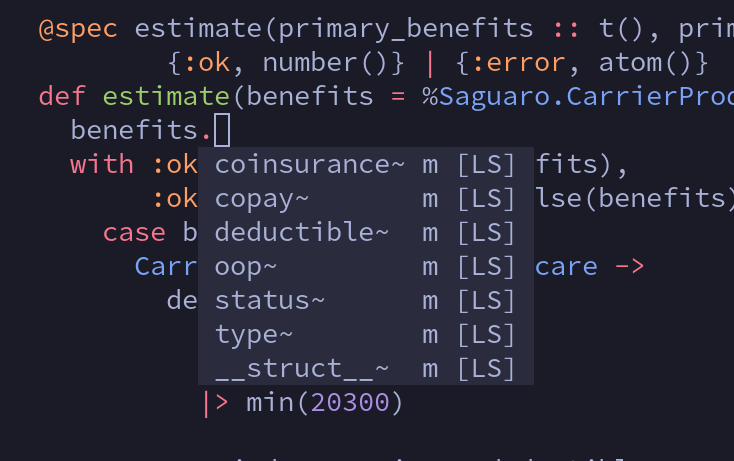 @spec estimate(primary_benefits :: t(), prim
{:ok, number()} | {:error, atom()}
def estimate(benefits = %Saguaro.CarrierProd
benefits.
with :ok fits),
:ok lse(benefits)
case b
Carr care ->
de
coinsurance~ m [LS]
copay~ m [LS]
deductible~ m [LS]
oop~ m [LS]
status~ m [LS]
type~ m [LS]
__struct__~ m [LS]
|> min(20300)